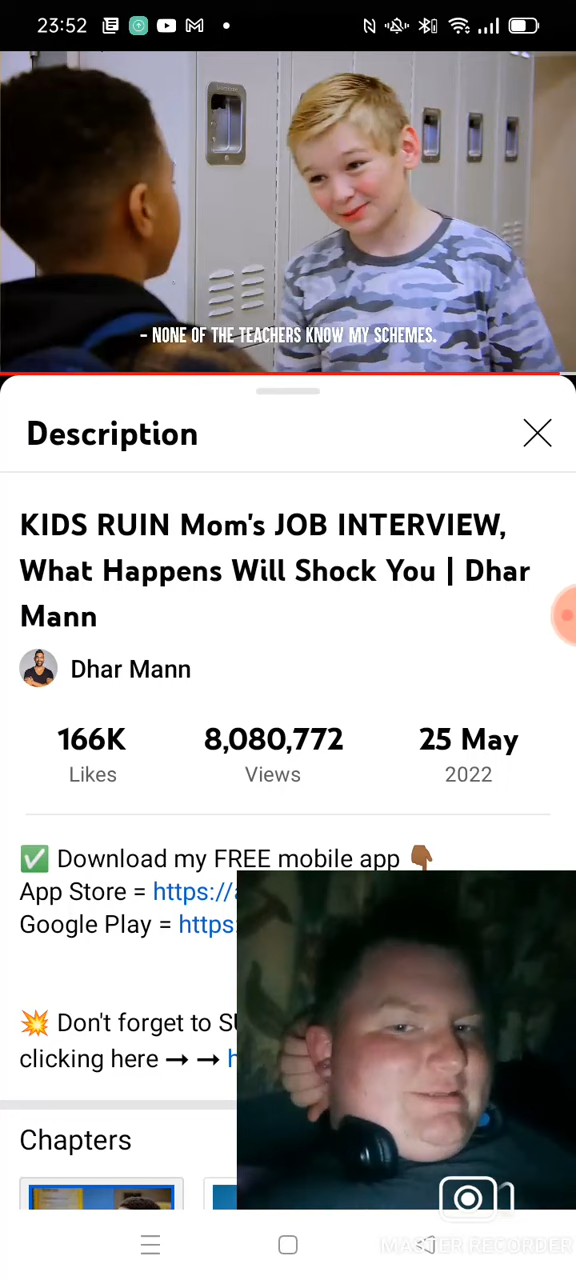 23:52
- NONE OF THE TEACHERS KNOW MY SCHEMES.
Description
KIDS RUIN Mom's JOB INTERVIEW,
What Happens Will Shock You | Dhar
Mann
Dhar Mann
166K 8,080,772 25 May
Likes Views 2022
✅ Download my FREE mobile app 👇🏾
App Store = https://
Google Play = https:
💥 Don't forget to
clicking here ➞ ➞
Chapters
MASTER RECORDER